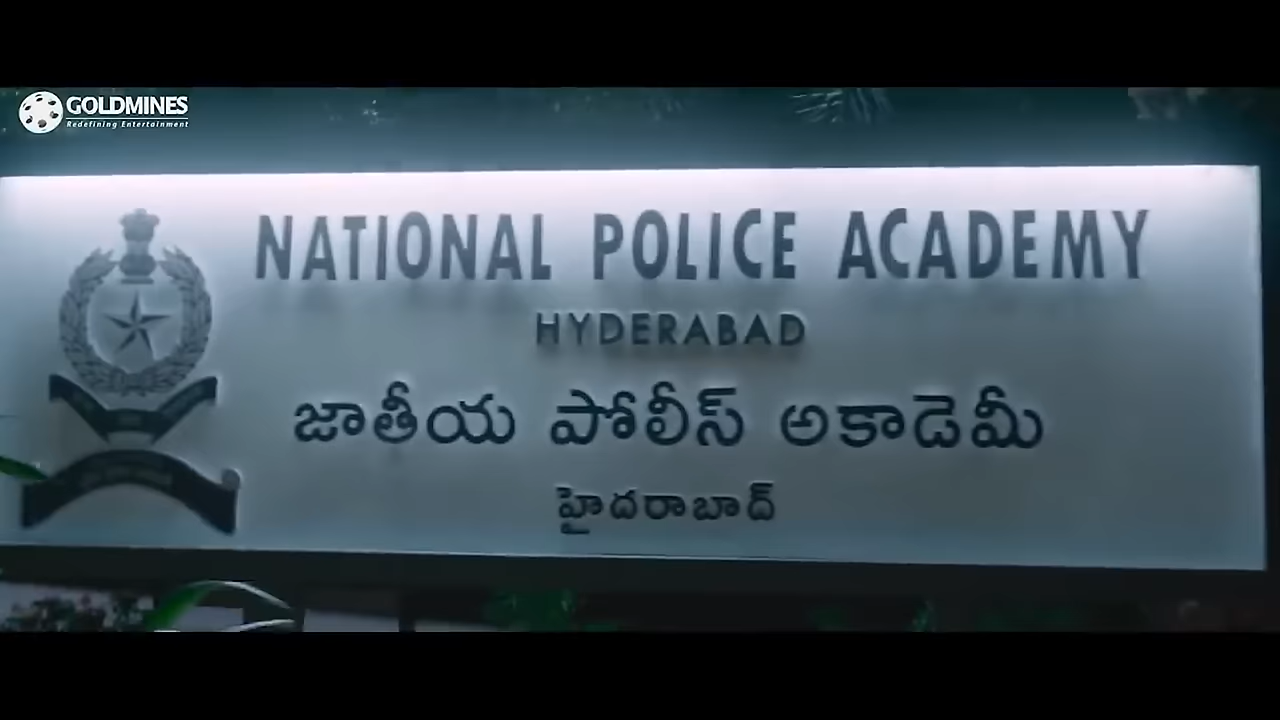 GOLDMINES
Redefining Entertainment
NATIONAL POLICE ACADEMY
HYDERABAD
జాతీయ పోలీస్ అకాడెమీ
హైదరాబాద్